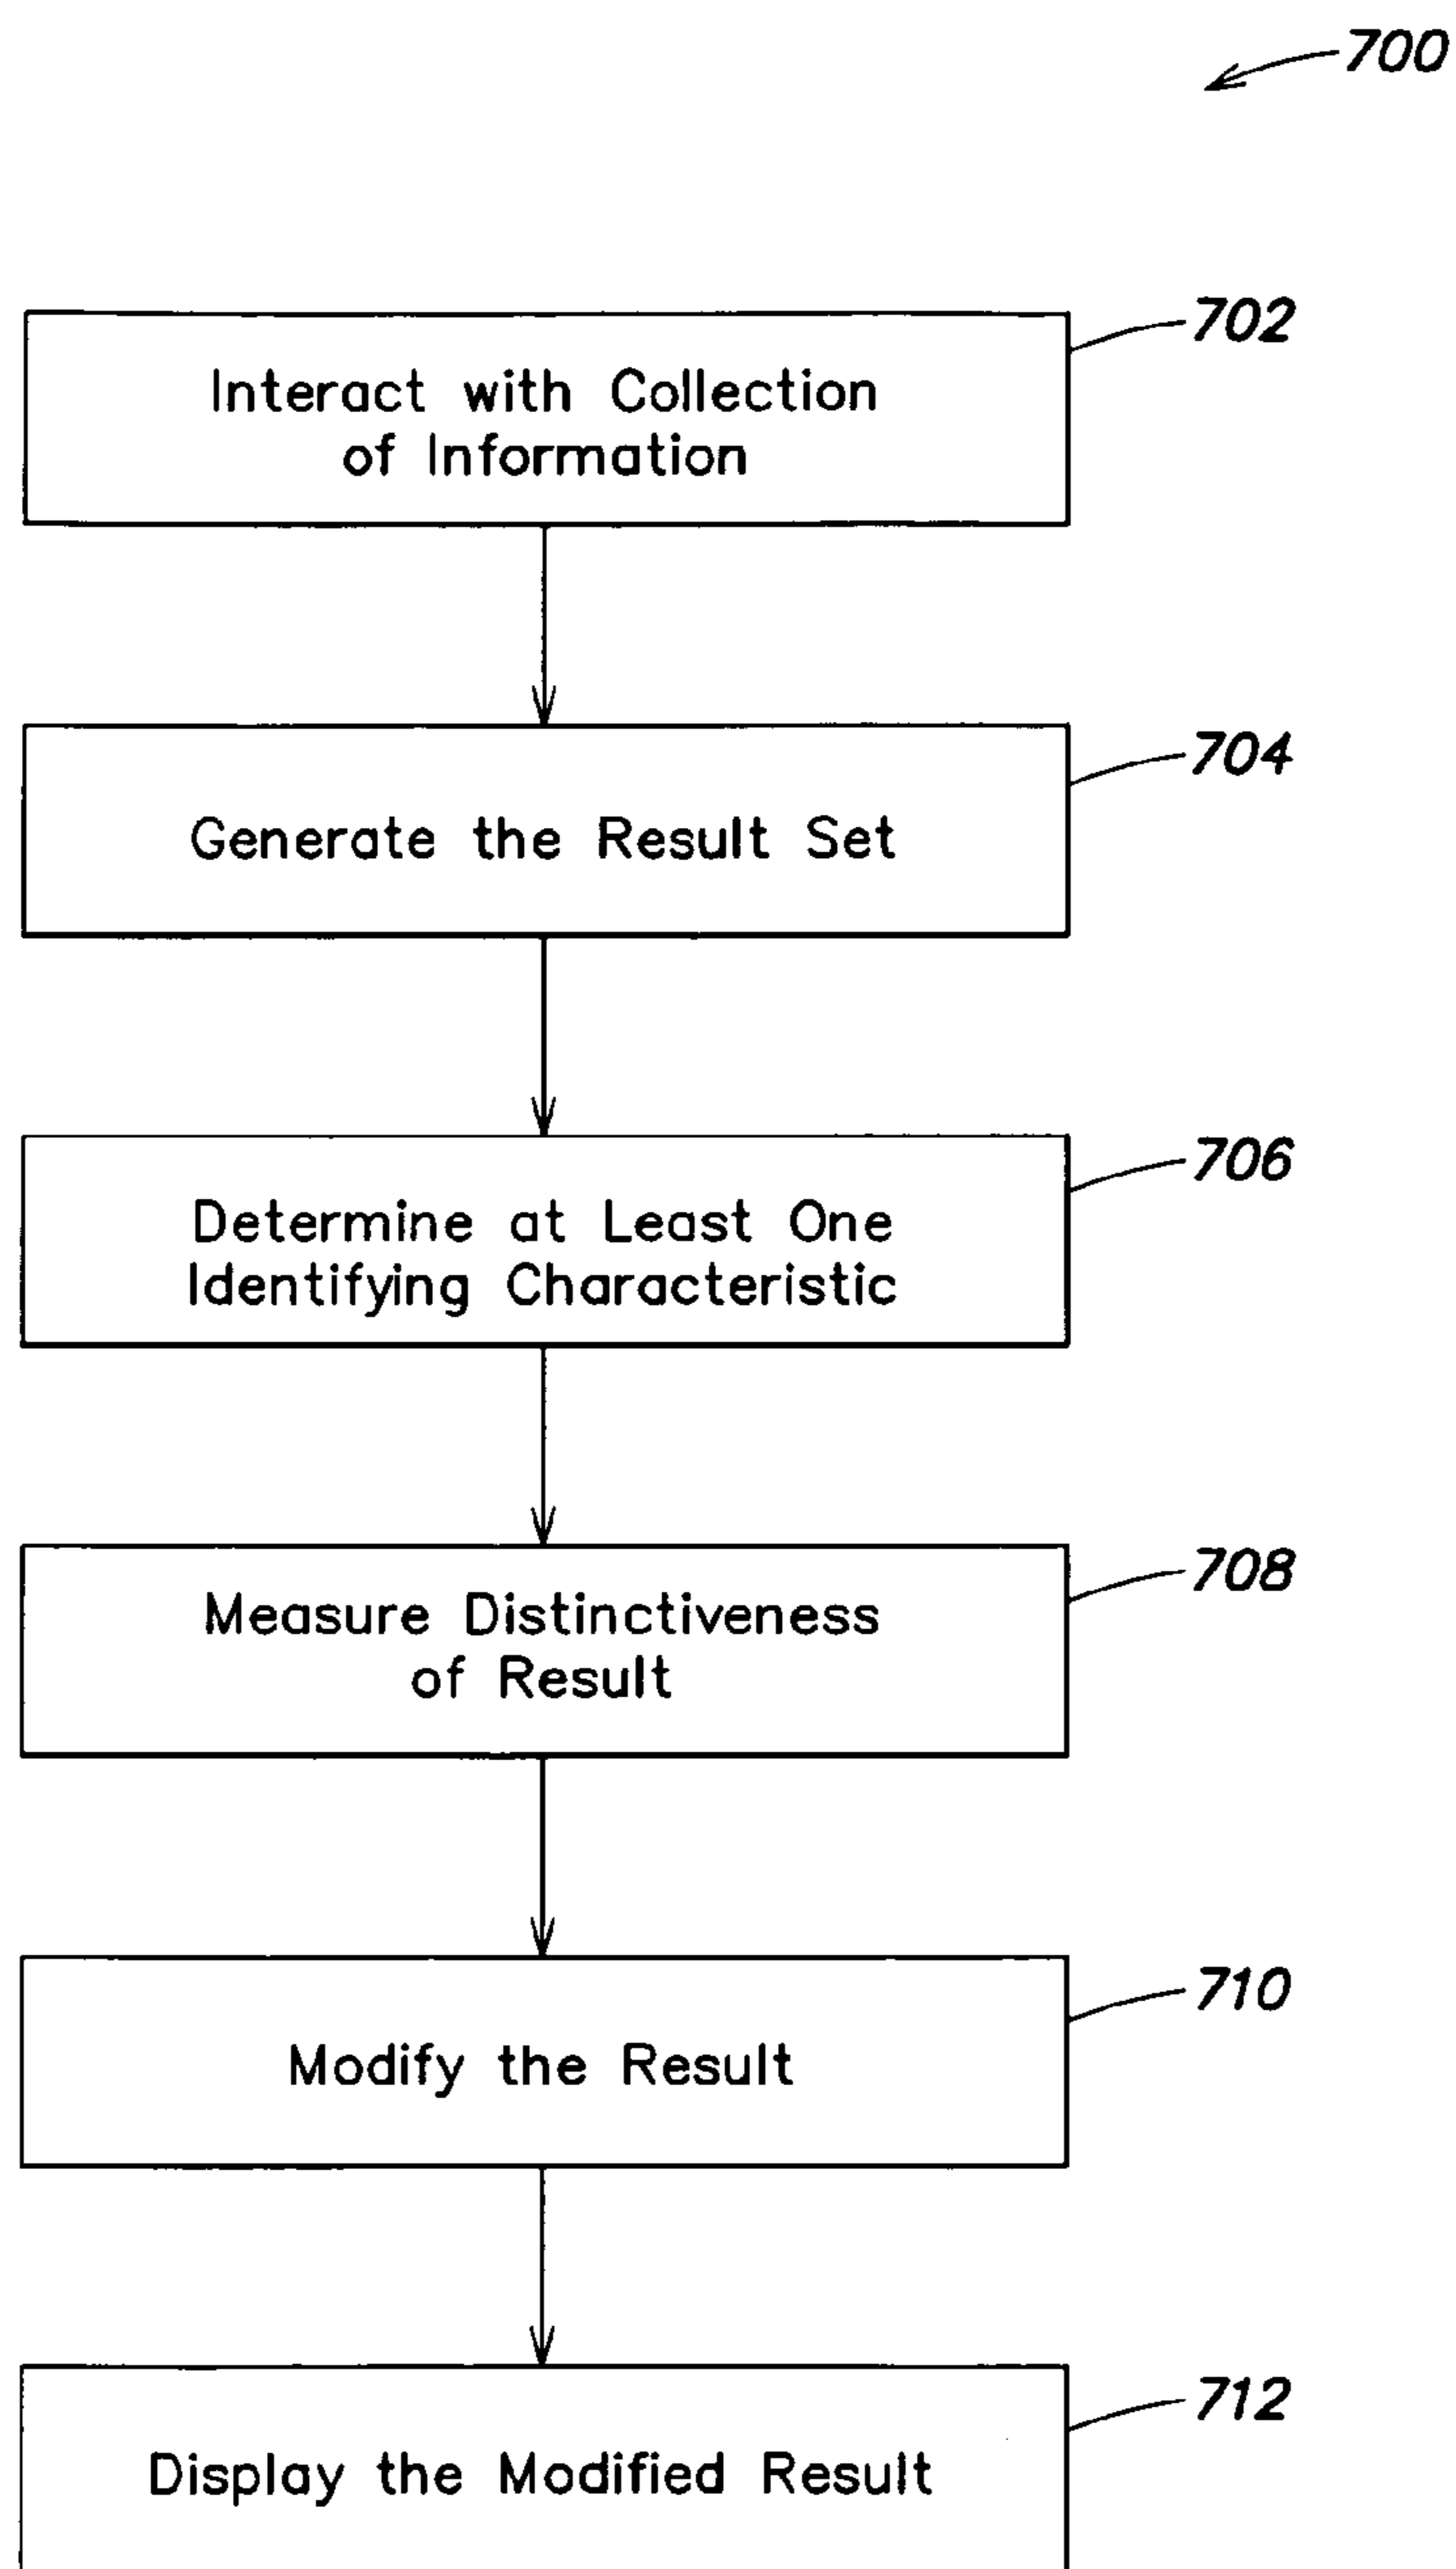 700
702
Interact with Collection
of Information
704
Generate the Result Set
706
Determine at Least One
Identifying Characteristic
708
Measure Distinctiveness
of Result
710
Modify the Result
712
Display the Modified Result